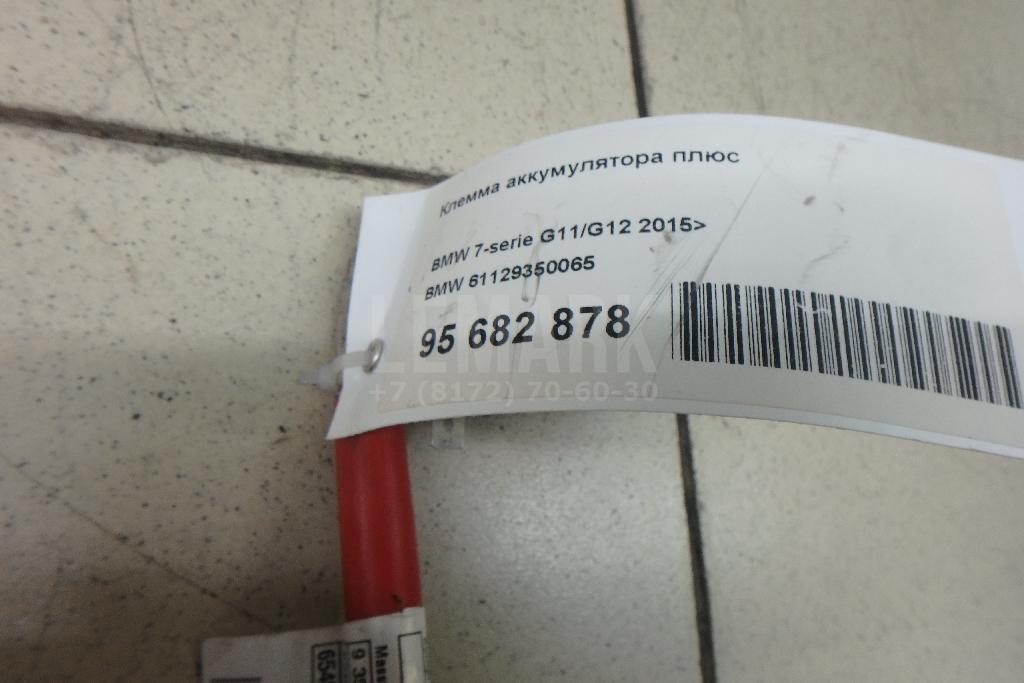 Клемма аккумулятора плюс
BMW 7-serie G11/G12 2015>
BMW 61129350065
95 682 878
LEMARK
+7 (8172) 70-60-30